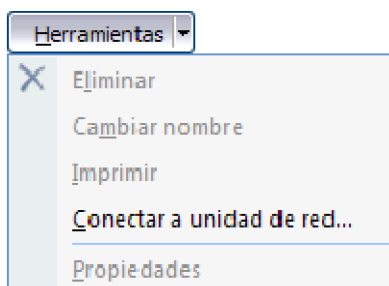 Herramientas
Eliminar
Cambiar nombre
Imprimir
Conectar a unidad de red...
Propiedades